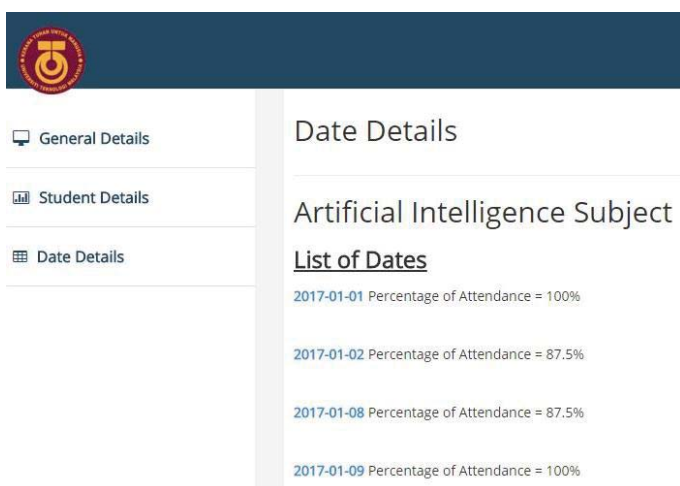 General Details
Student Details
Date Details
Date Details
Artificial Intelligence Subject
List of Dates
2017-01-01 Percentage of Attendance = 100%
2017-01-02 Percentage of Attendance = 87.5%
2017-01-08 Percentage of Attendance = 87.5%
2017-01-09 Percentage of Attendance = 100%